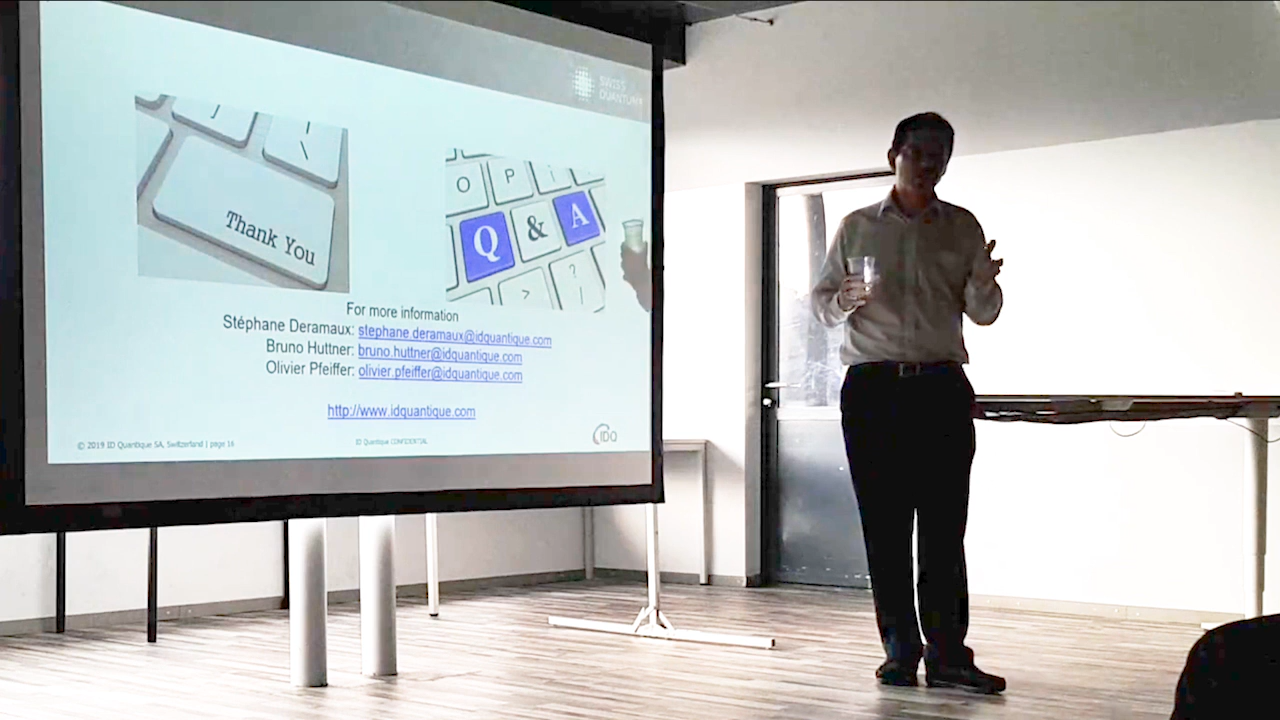 SWISS
QUANTUM
Thank You
O P
Q & A
> ?
For more information
Stéphane Deramaux: stephane.deramaux@idquantique.com
Bruno Huttner: bruno.huttner@idquantique.com
Olivier Pfeiffer: olivier.pfeiffer@idquantique.com
http://www.idquantique.com
© 2019 ID Quantique SA, Switzerland | page 16
ID Quantique CONFIDENTIAL
IDQ